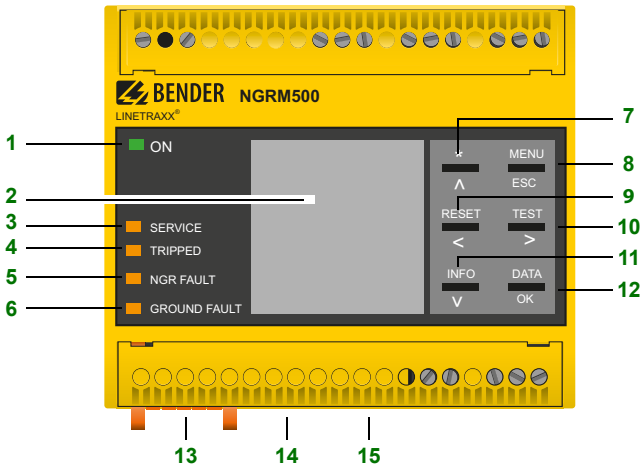 BENDER NGRM500
LINETRAXX®
7
1 ON
* MENU
8
^ ESC
2
9
RESET TEST
3 SERVICE
< >
10
4 TRIPPED
11
5 NGR FAULT
INFO DATA
12
6 GROUND FAULT
V OK
13 14 15